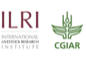 ILRI
INTERNATIONAL
LIVESTOCK RESEARCH
INSTITUTE
CGIAR